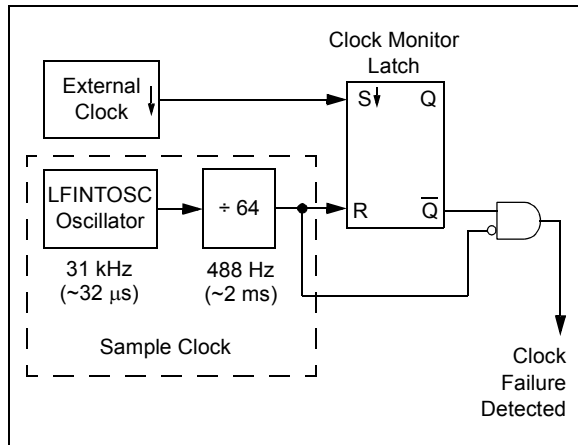 Clock Monitor
Latch
External
Clock
S
Q
LFINTOSC
Oscillator
÷ 64
R
Q̅
31 kHz
(~32 μs)
488 Hz
(~2 ms)
Sample Clock
Clock
Failure
Detected